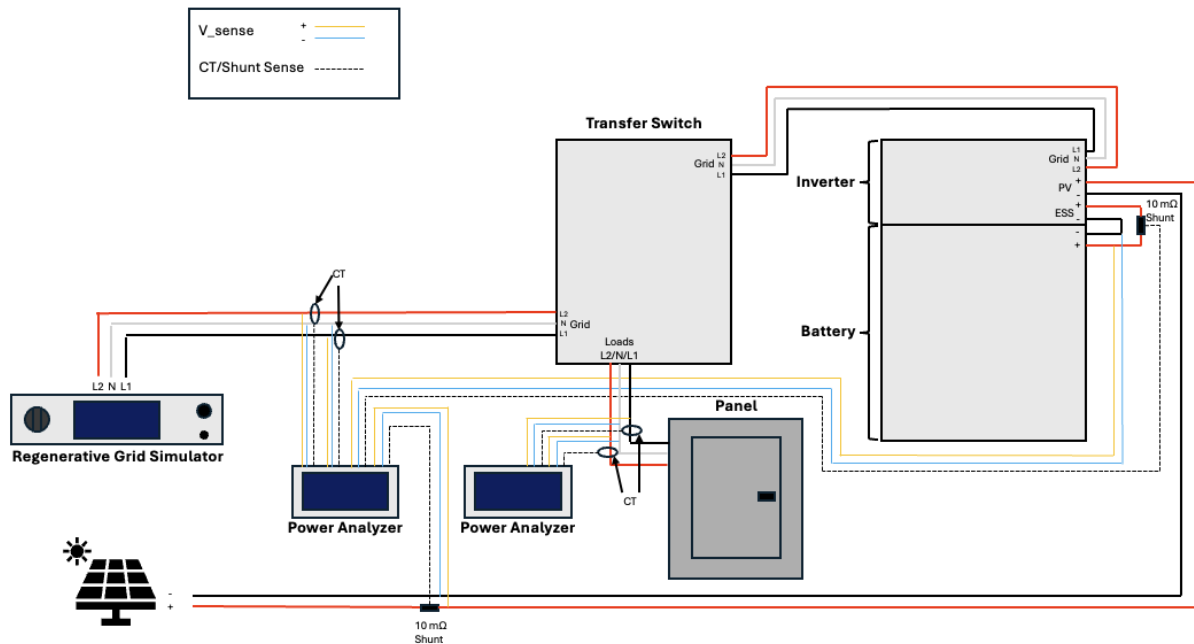 V_sense
+
-
CT/Shunt Sense
Transfer Switch
L2
Grid N
L1
Inverter
L1
Grid N
L2
+
PV
-
+
ESS
-
-
+
10 mΩ
Shunt
Battery
CT
L2
N Grid
L1
Loads
L2/N/L1
L2 N L1
Regenerative Grid Simulator
Panel
CT
Power Analyzer
Power Analyzer
-
+
10 mΩ
Shunt